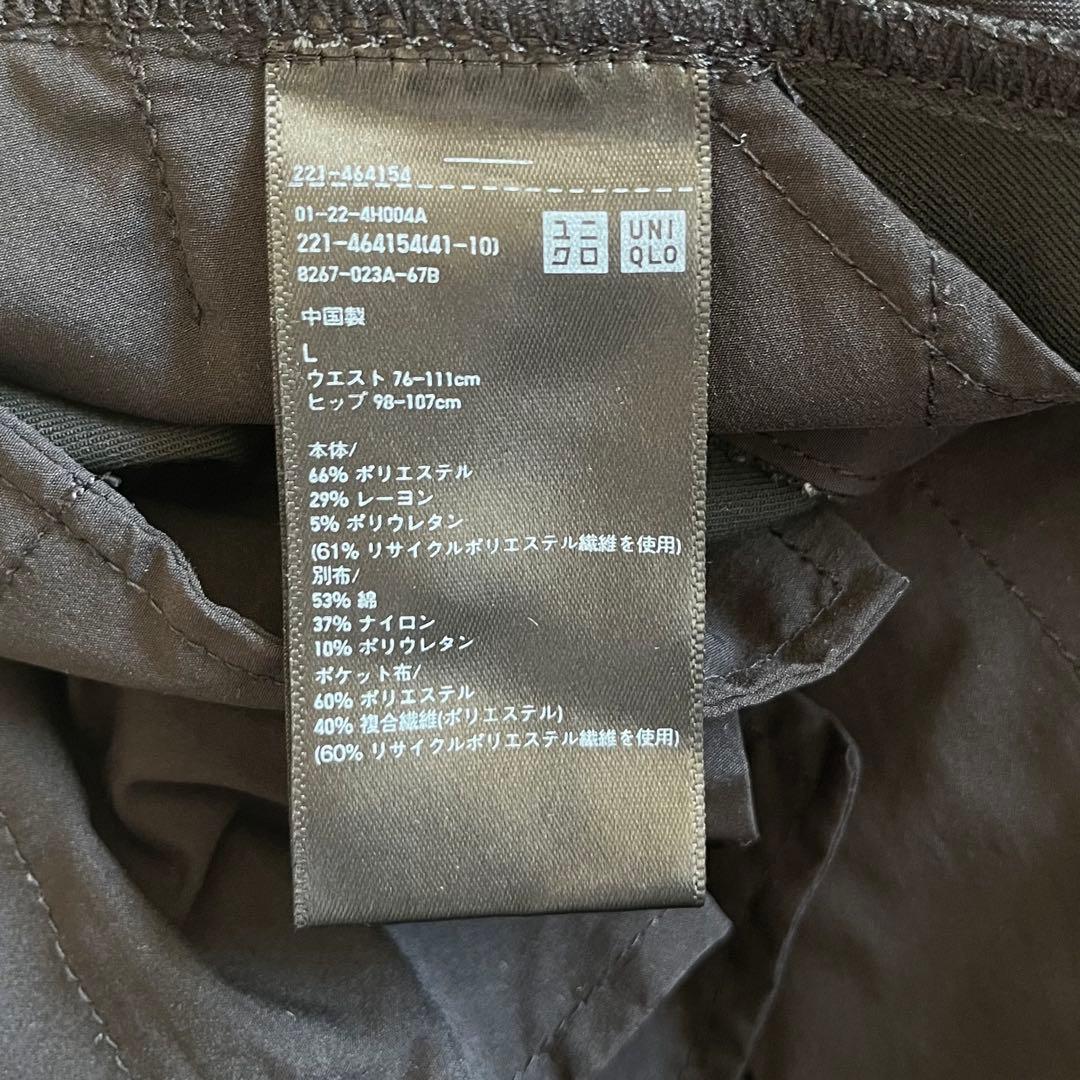 221-464154
01-22-4H004A
221-464154(41-10)
8267-023A-67B
ユニ
クロ
UNI
QLO
中国製
L
ウエスト 76-111cm
ヒップ 98-107cm
本体/
66% ポリエステル
29% レーヨン
5% ポリウレタン
(61% リサイクルポリエステル繊維を使用)
別布/
53% 綿
37% ナイロン
10% ポリウレタン
ポケット布/
60% ポリエステル
40% 複合繊維(ポリエステル)
(60% リサイクルポリエステル繊維を使用)